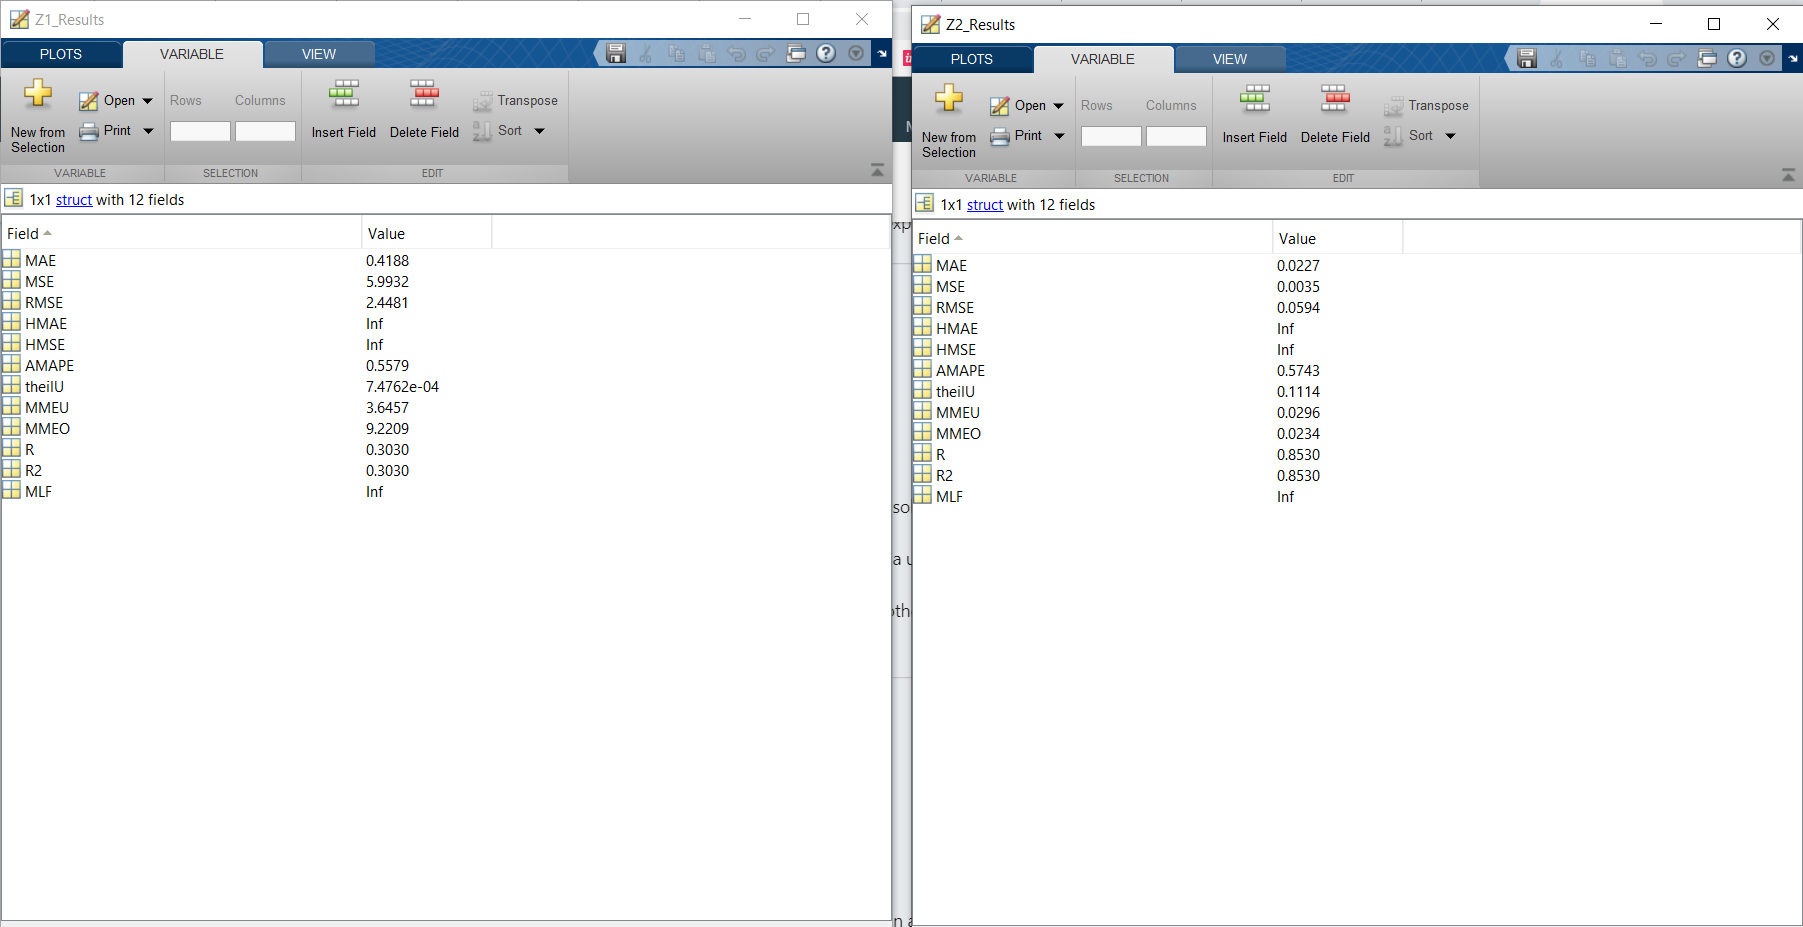 Z1_Results
PLOTS VARIABLE VIEW
New from Selection
Open
Print
VARIABLE
Rows Columns
SELECTION
Insert Field
Delete Field
Transpose
Sort
EDIT
1x1 struct with 12 fields
Field Value
MAE 0.4188
MSE 5.9932
RMSE 2.4481
HMAE Inf
HMSE Inf
AMAPE 0.5579
theilU 7.4762e-04
MMEU 3.6457
MMEO 9.2209
R 0.3030
R2 0.3030
MLF Inf
Z2_Results
PLOTS VARIABLE VIEW
New from Selection
Open
Print
VARIABLE
Rows Columns
SELECTION
Insert Field
Delete Field
Transpose
Sort
EDIT
1x1 struct with 12 fields
Field Value
MAE 0.0227
MSE 0.0035
RMSE 0.0594
HMAE Inf
HMSE Inf
AMAPE 0.5743
theilU 0.1114
MMEU 0.0296
MMEO 0.0234
R 0.8530
R2 0.8530
MLF Inf